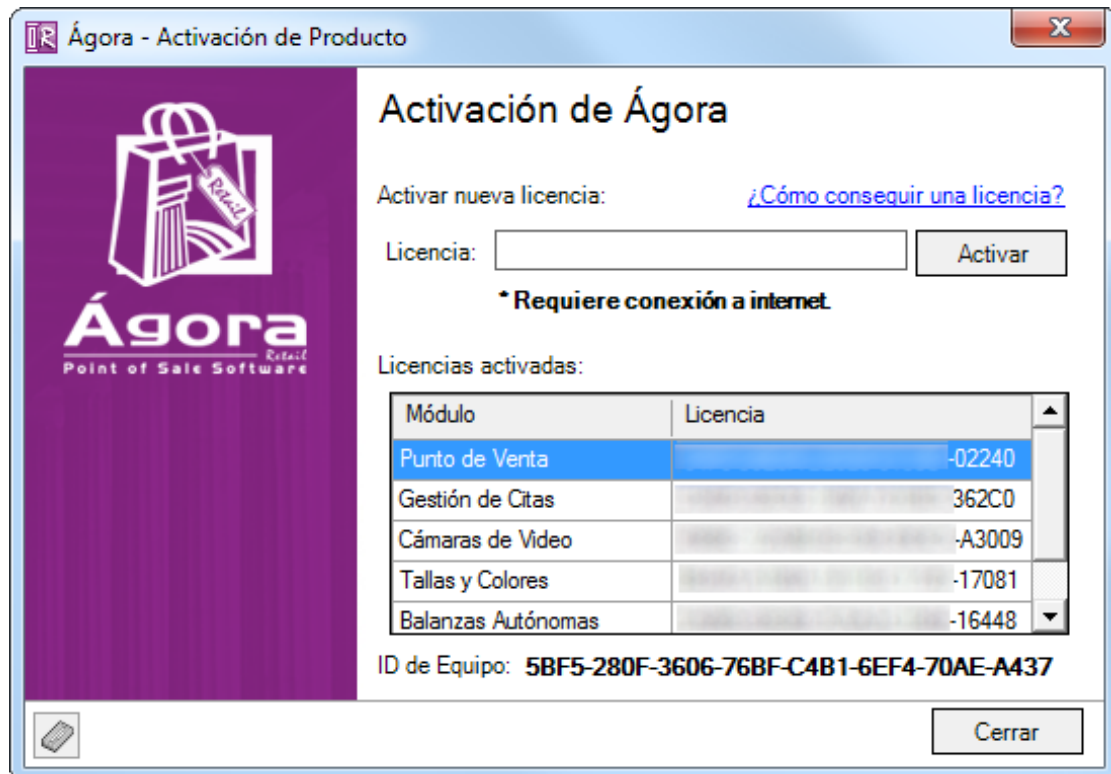 Ágora - Activación de Producto
Activación de Ágora
Activar nueva licencia: ¿Cómo conseguir una licencia?
Licencia: Activar
* Requiere conexión a internet.
Retail
Ágora
Retail
Point of Sale Software
Licencias activadas:
Módulo Licencia
Punto de Venta -02240
Gestión de Citas 362C0
Cámaras de Video -A3009
Tallas y Colores -17081
Balanzas Autónomas -16448
ID de Equipo: 5BF5-280F-3606-76BF-C4B1-6EF4-70AE-A437
Cerrar